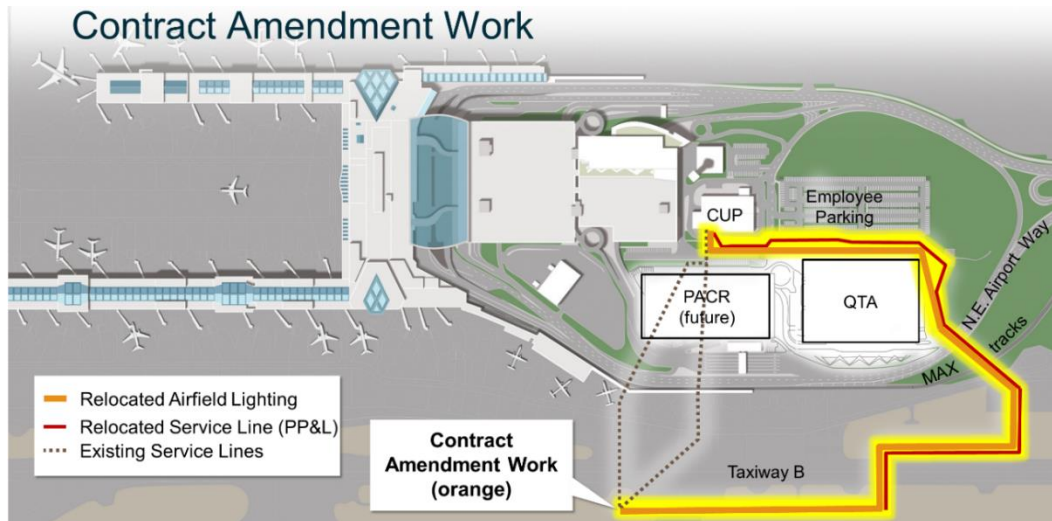 Contract Amendment Work
CUP
Employee
Parking
PACR
(future)
QTA
N.E. Airport Way
MAX tracks
Relocated Airfield Lighting
Relocated Service Line (PP&L)
Existing Service Lines
Contract
Amendment Work
(orange)
Taxiway B